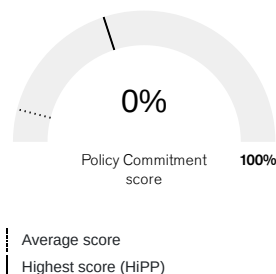 0%
Policy Commitment 100%
score
Average score
Highest score (HiPP)